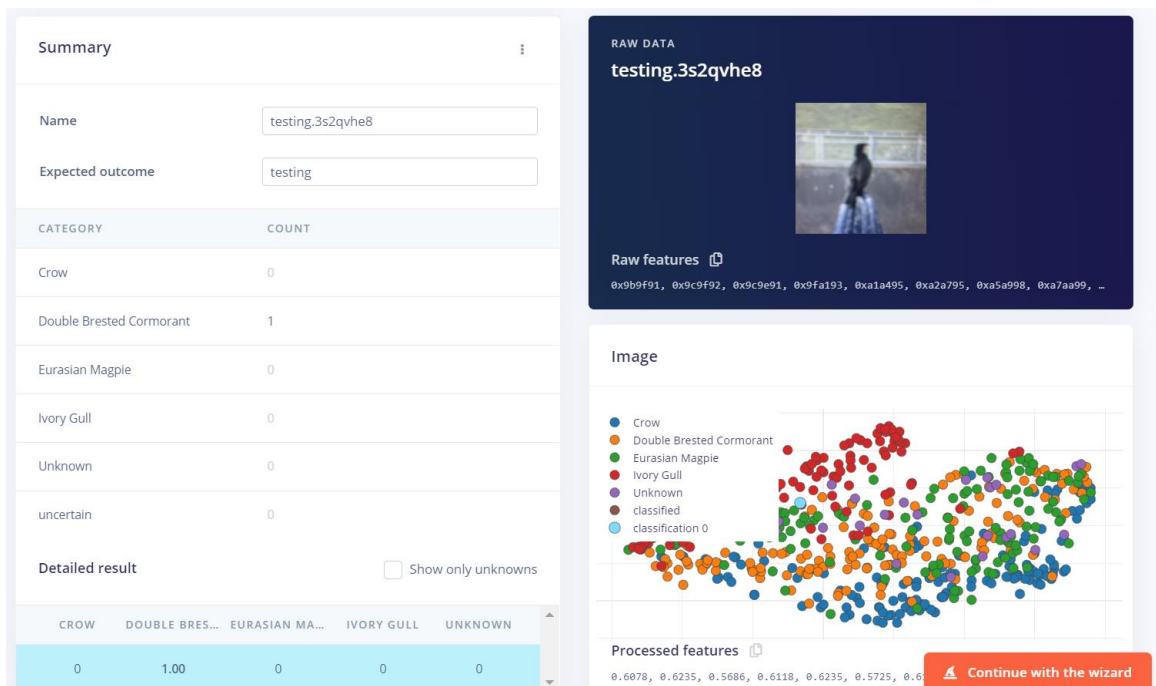 Summary
Name
testing.3s2qvhe8
Expected outcome
testing
CATEGORY COUNT
Crow 0
Double Brested Cormorant 1
Eurasian Magpie 0
Ivory Gull 0
Unknown 0
uncertain 0
Detailed result
Show only unknowns
CROW DOUBLE BRES... EURASIAN MA... IVORY GULL UNKNOWN
0 1.00 0 0 0
RAW DATA
testing.3s2qvhe8
Raw features
0x9b9f91, 0x9c9f92, 0x9c9e91, 0x9fa193, 0xa1a495, 0xa2a795, 0xa5a998, 0xa7aa99, …
Image
Crow
Double Brested Cormorant
Eurasian Magpie
Ivory Gull
Unknown
classified
classification 0
Processed features
0.6078, 0.6235, 0.5686, 0.6118, 0.6235, 0.5725,
Continue with the wizard